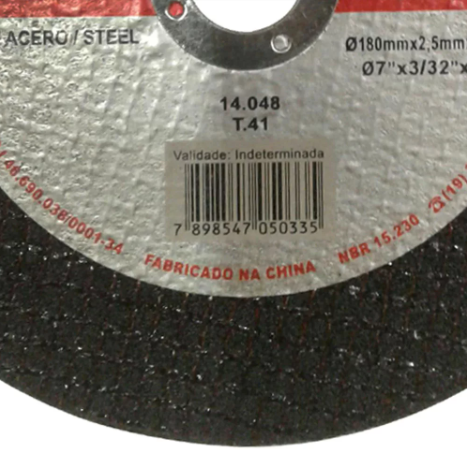 ACERO / STEEL
Ø180mmx2,5mm
Ø7"x3/32"x
14.048
T.41
Validade: Indeterminada
7 898547 050335
46.690.038/0001-34
FABRICADO NA CHINA
NBR 15.230
(19)